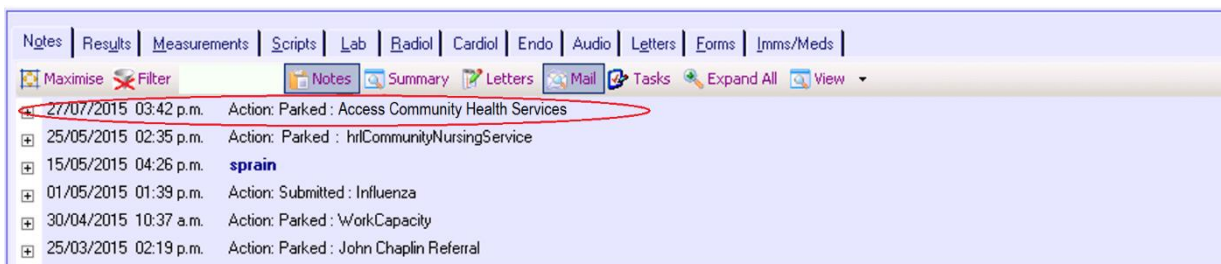 Notes Results Measurements Scripts Lab Radiol Cardiol Endo Audio Letters Forms Imms/Meds
Maximise Filter Notes Summary Letters Mail Tasks Expand All View
27/07/2015 03:42 p.m. Action: Parked : Access Community Health Services
25/05/2015 02:35 p.m. Action: Parked : hrlCommunityNursingService
15/05/2015 04:26 p.m. sprain
01/05/2015 01:39 p.m. Action: Submitted : Influenza
30/04/2015 10:37 a.m. Action: Parked : WorkCapacity
25/03/2015 02:19 p.m. Action: Parked : John Chaplin Referral